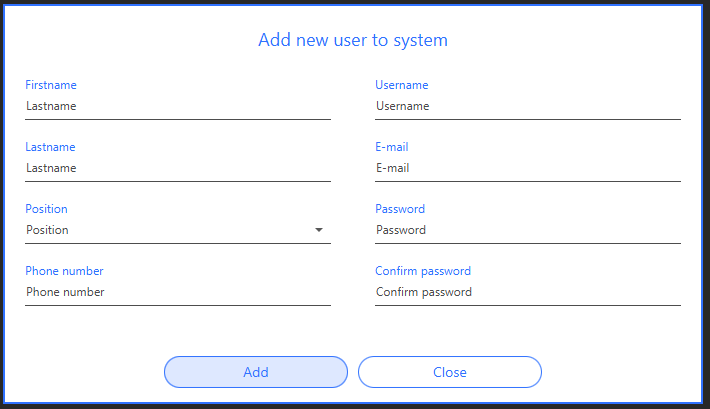 Add new user to system
Firstname
Lastname
Username
Username
Lastname
Lastname
E-mail
E-mail
Position
Position
Password
Password
Phone number
Phone number
Confirm password
Confirm password
Add
Close